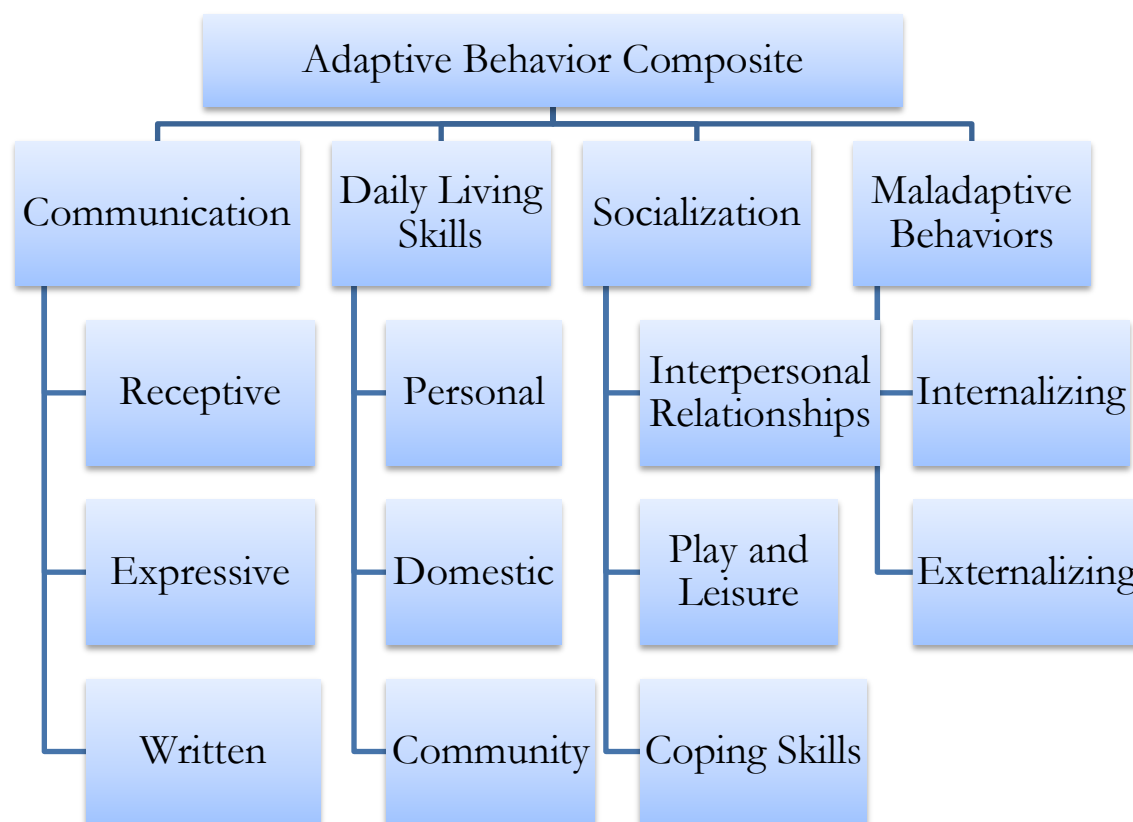 Adaptive Behavior Composite
Communication
Daily Living
Skills
Socialization
Maladaptive
Behaviors
Receptive
Expressive
Written
Personal
Domestic
Community
Interpersonal
Relationships
Play and
Leisure
Coping Skills
Internalizing
Externalizing